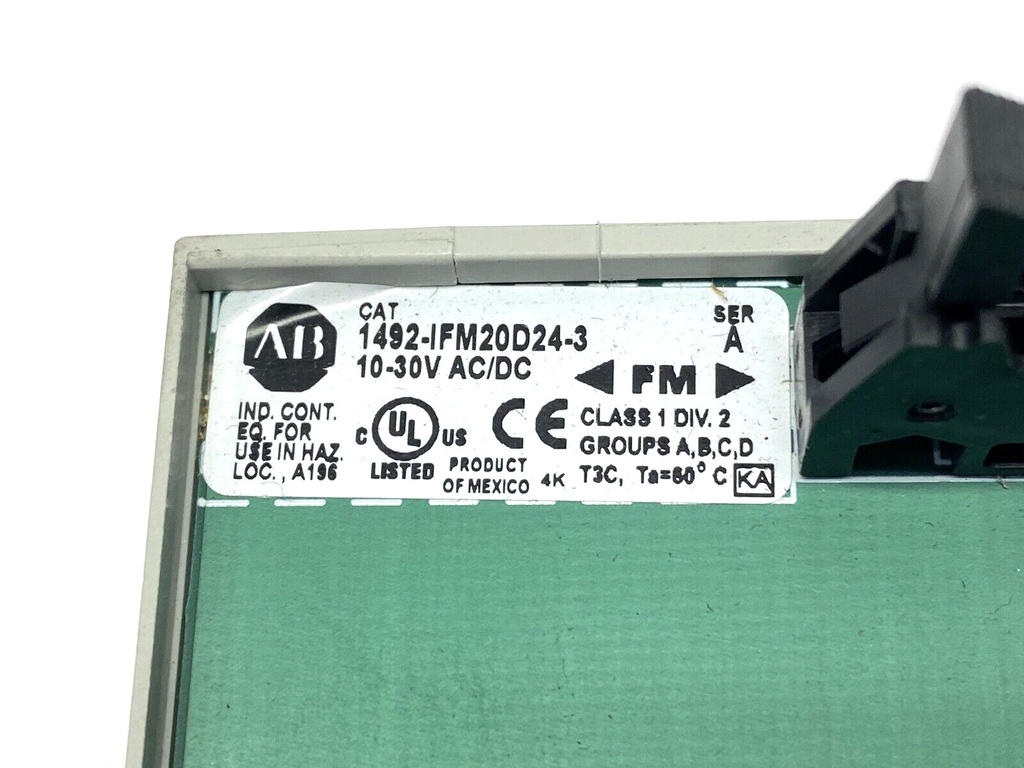 AB
CAT
1492-IFM20D24-3
10-30V AC/DC
SER
A
FM
IND. CONT.
EQ. FOR
USE IN HAZ.
LOC., A196
C UL US
LISTED
CE
CLASS 1 DIV. 2
GROUPS A,B,C,D
PRODUCT
OF MEXICO
4K
T3C, Ta=60° C
KA
L